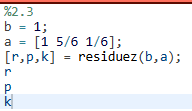 %2.3
b = 1;
a = [1 5/6 1/6];
[r,p,k] = residuez(b,a);
r
p
k